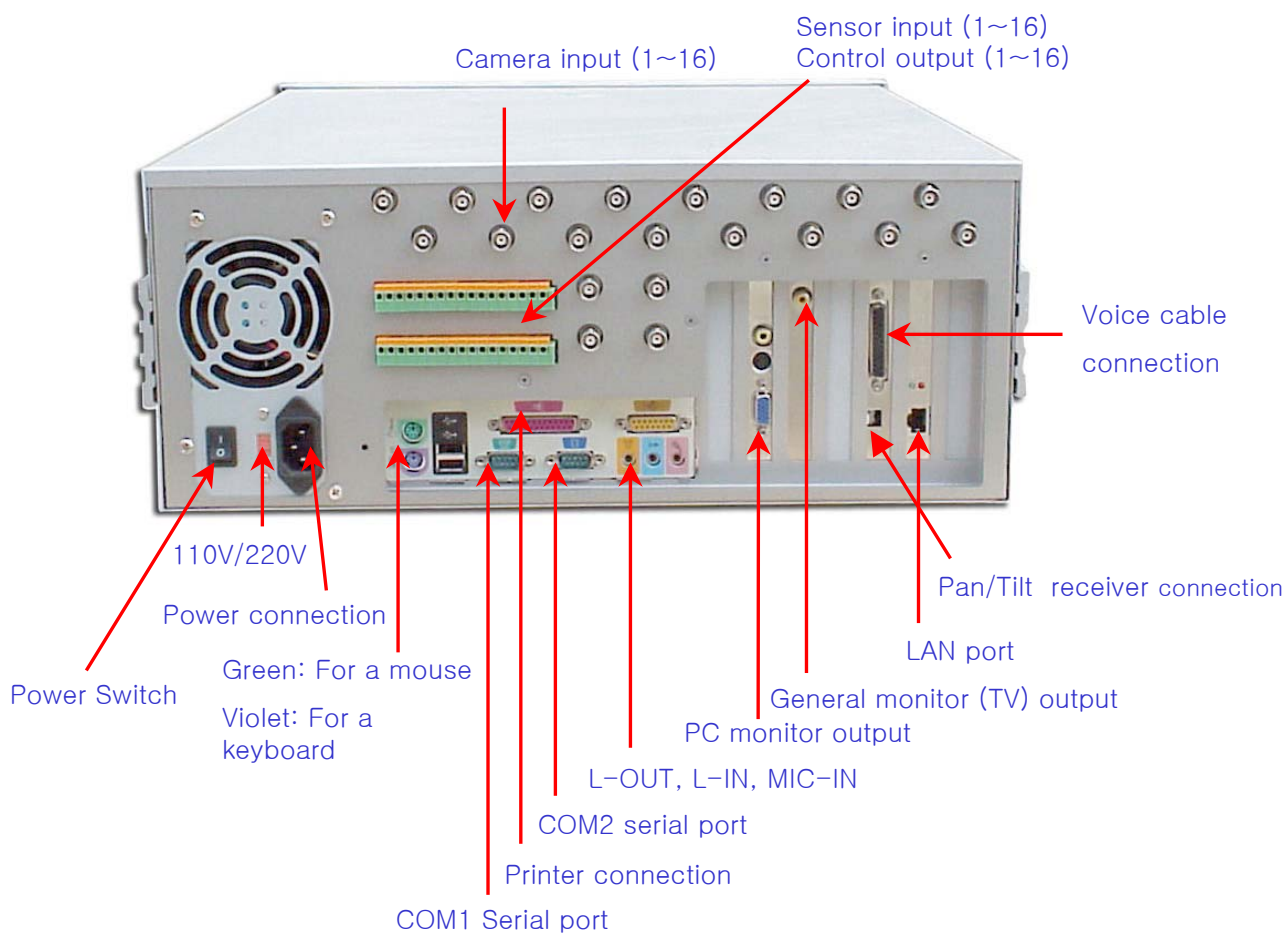 Sensor input (1~16)
Camera input (1~16)
Control output (1~16)
Voice cable
connection
110V/220V
Power connection
Pan/Tilt receiver connection
Green: For a mouse
LAN port
Power Switch
General monitor (TV) output
Violet: For a
keyboard
PC monitor output
L-OUT, L-IN, MIC-IN
COM2 serial port
Printer connection
COM1 Serial port